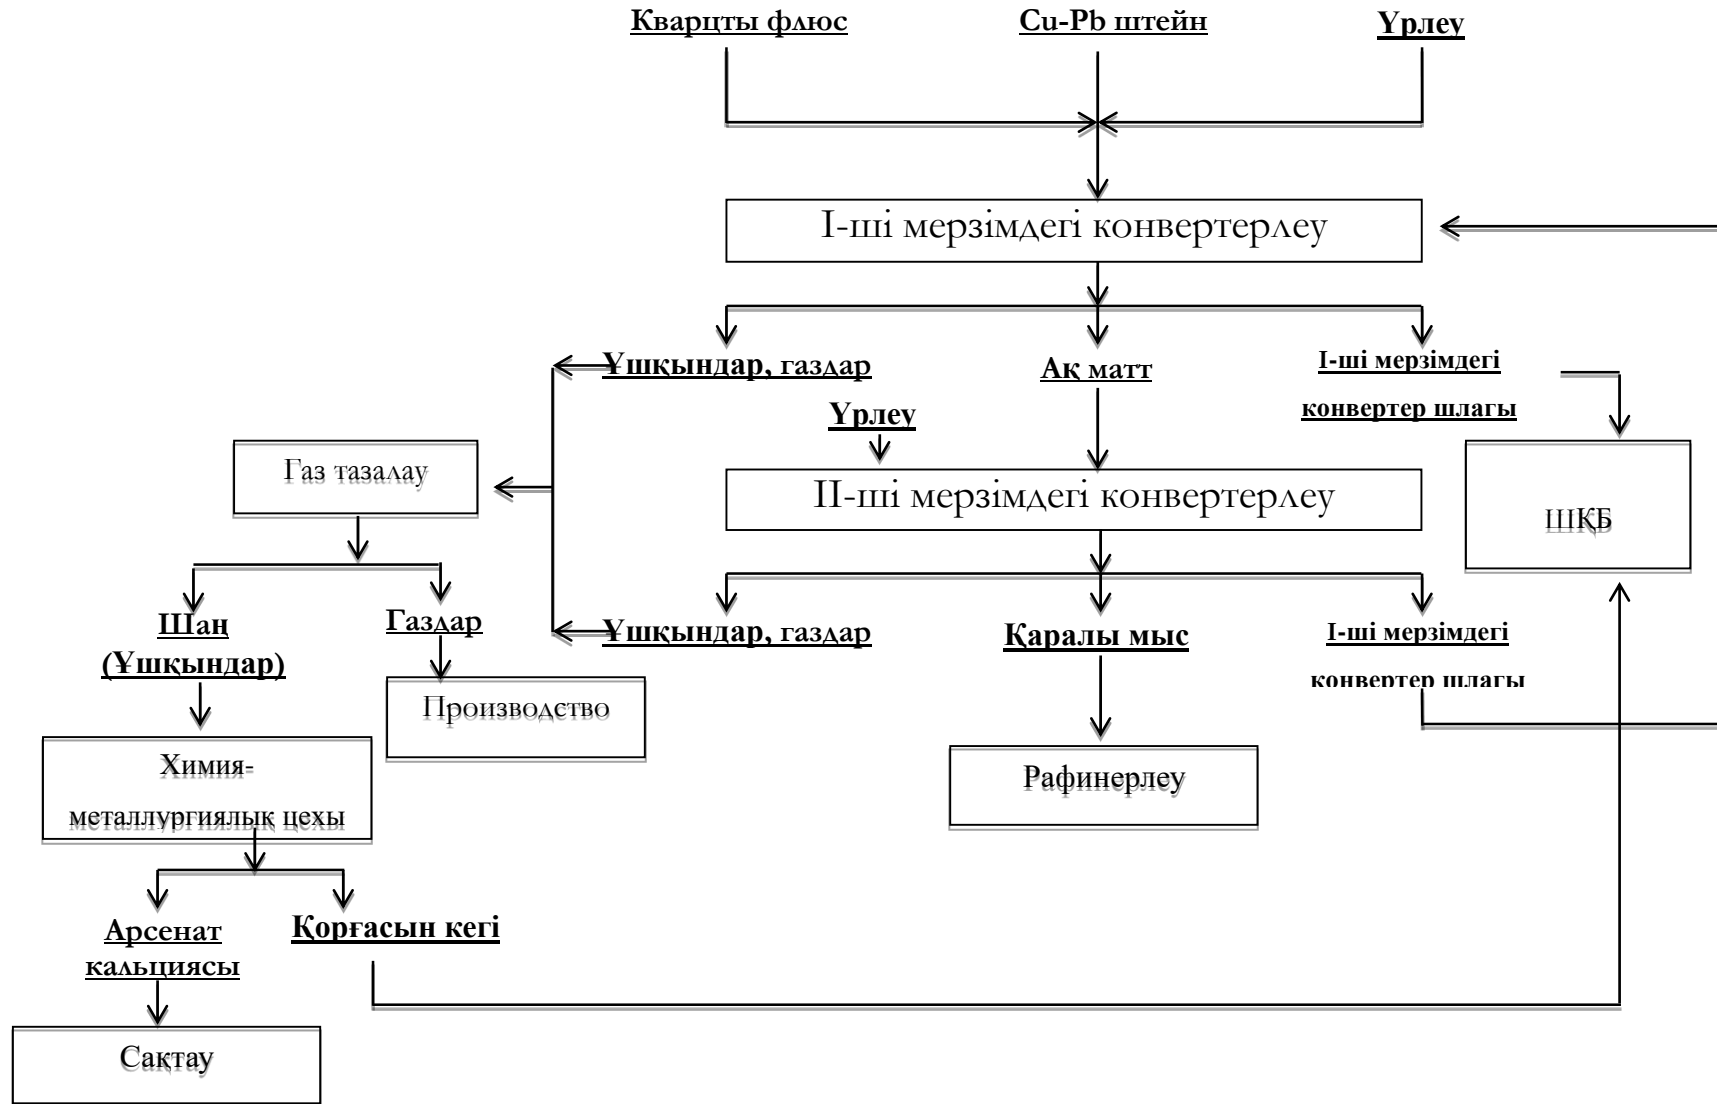 Кварцты флюс
Cu-Pb штейн
Үрлеу
I-ші мерзімдегі конвертерлеу
Ұшқындар, газдар
Ақ матт
I-ші мерзімдегі
конвертер шлагы
Үрлеу
Газ тазалау
II-ші мерзімдегі конвертерлеу
ШҚБ
Шаң
(Ұшқындар)
Газдар
Ұшқындар, газдар
Қаралы мыс
I-ші мерзімдегі
конвертер шлагы
Производство
Химия-
металлургиялық цехы
Рафинерлеу
Арсенат
кальциясы
Қорғасын кегі
Сақтау